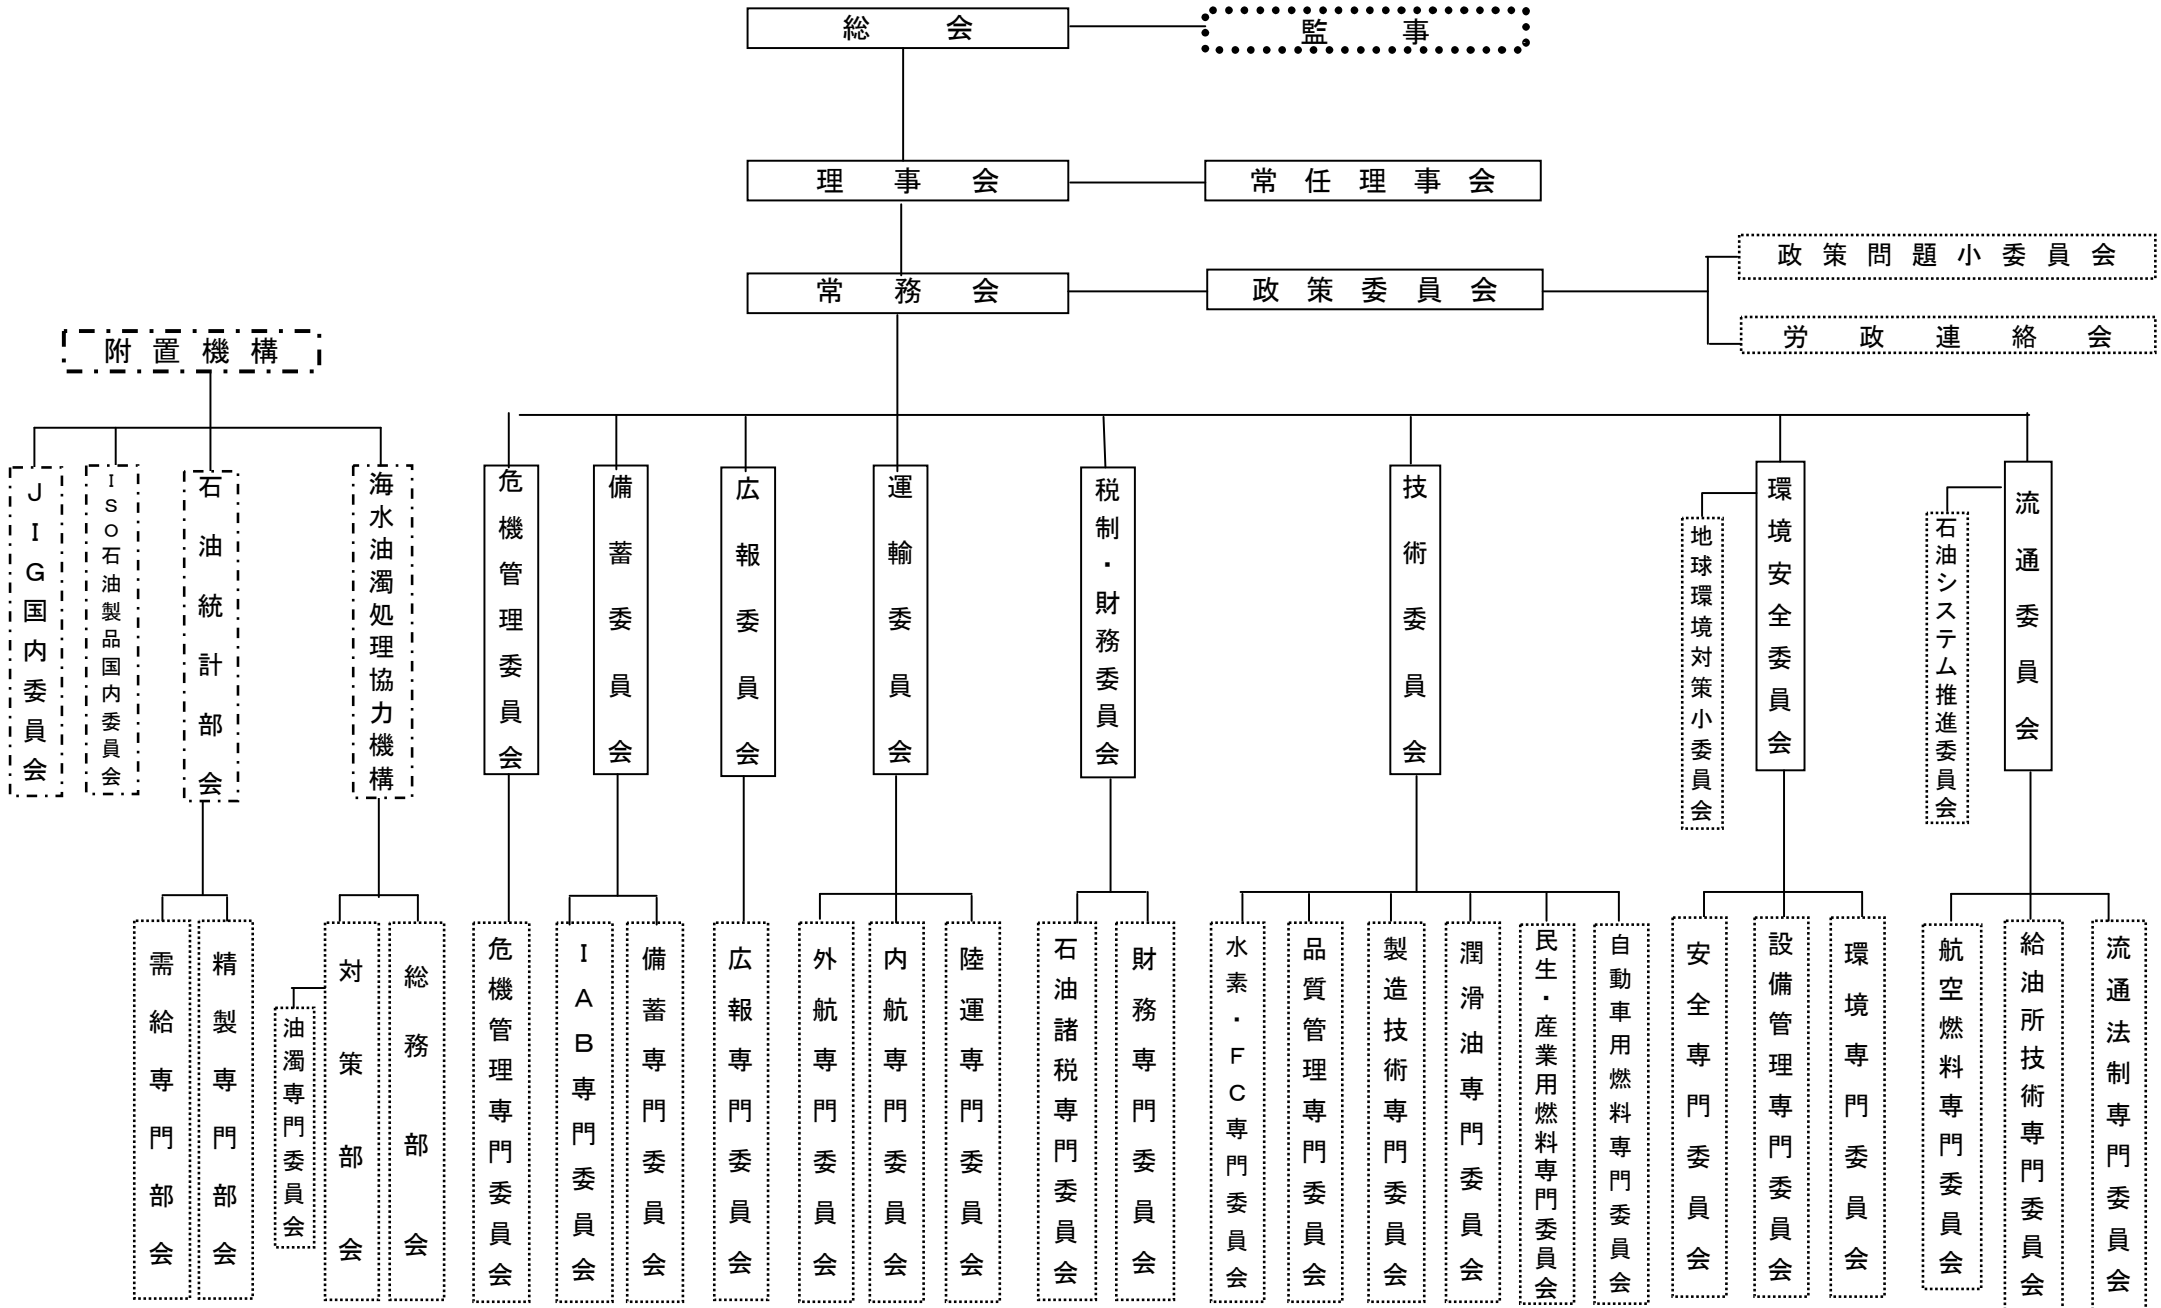 総会
監事
理事会
常任理事会
常務会
政策委員会
政策問題小委員会
労政連絡会
附置機構
JIG国内委員会
ISO石油製品国内委員会
石油統計部会
海水油濁処理協力機構
危機管理委員会
備蓄委員会
広報委員会
運輸委員会
税制・財務委員会
技術委員会
地球環境対策小委員会
環境安全委員会
石油システム推進委員会
流通委員会
需給専門部会
精製専門部会
油濁専門委員会
対策部会
総務部会
危機管理専門委員会
IAB専門委員会
備蓄専門委員会
広報専門委員会
外航専門委員会
内航専門委員会
陸運専門委員会
石油諸税専門委員会
財務専門委員会
水素・FC専門委員会
品質管理専門委員会
製造技術専門委員会
潤滑油専門委員会
民生・産業用燃料専門委員会
自動車用燃料専門委員会
安全専門委員会
設備管理専門委員会
環境専門委員会
航空燃料専門委員会
給油所技術専門委員会
流通法制専門委員会